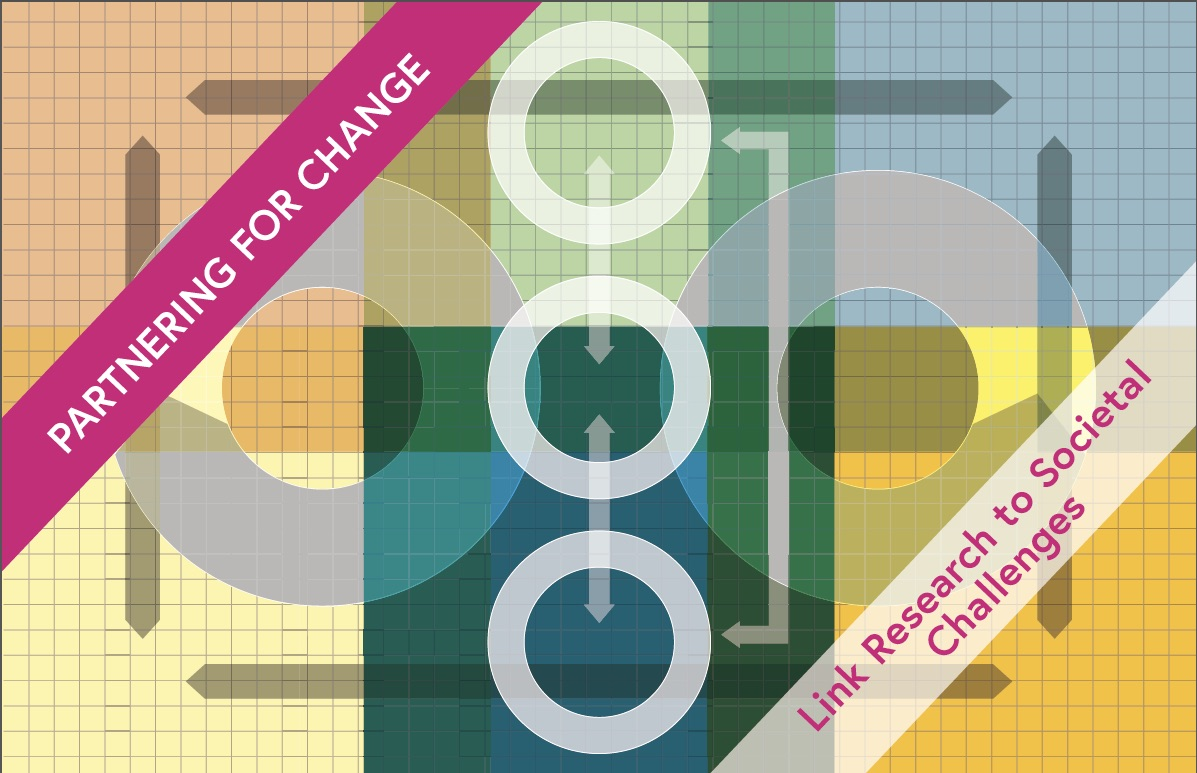 PARTNERING FOR CHANGE
Link Research to Societal
Challenges